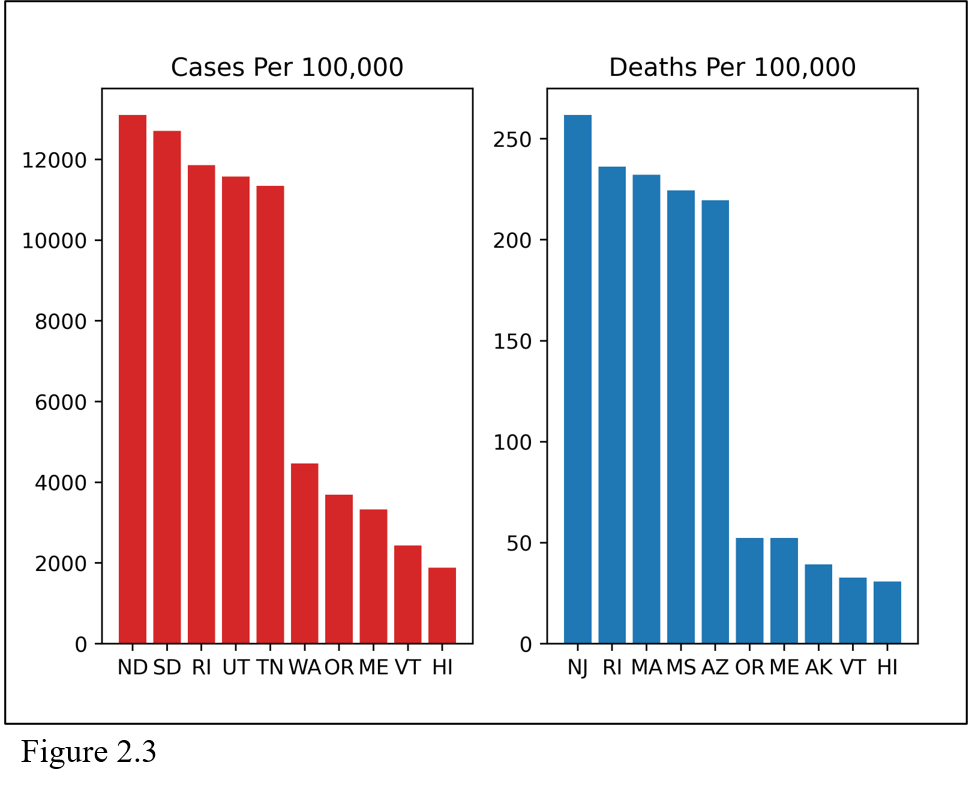 Cases Per 100,000
12000
10000
8000
6000
4000
2000
0
ND SD RI UT TN WA OR ME VT HI
Deaths Per 100,000
250
200
150
100
50
0
NJ RI MA MS AZ OR ME AK VT HI
Figure 2.3